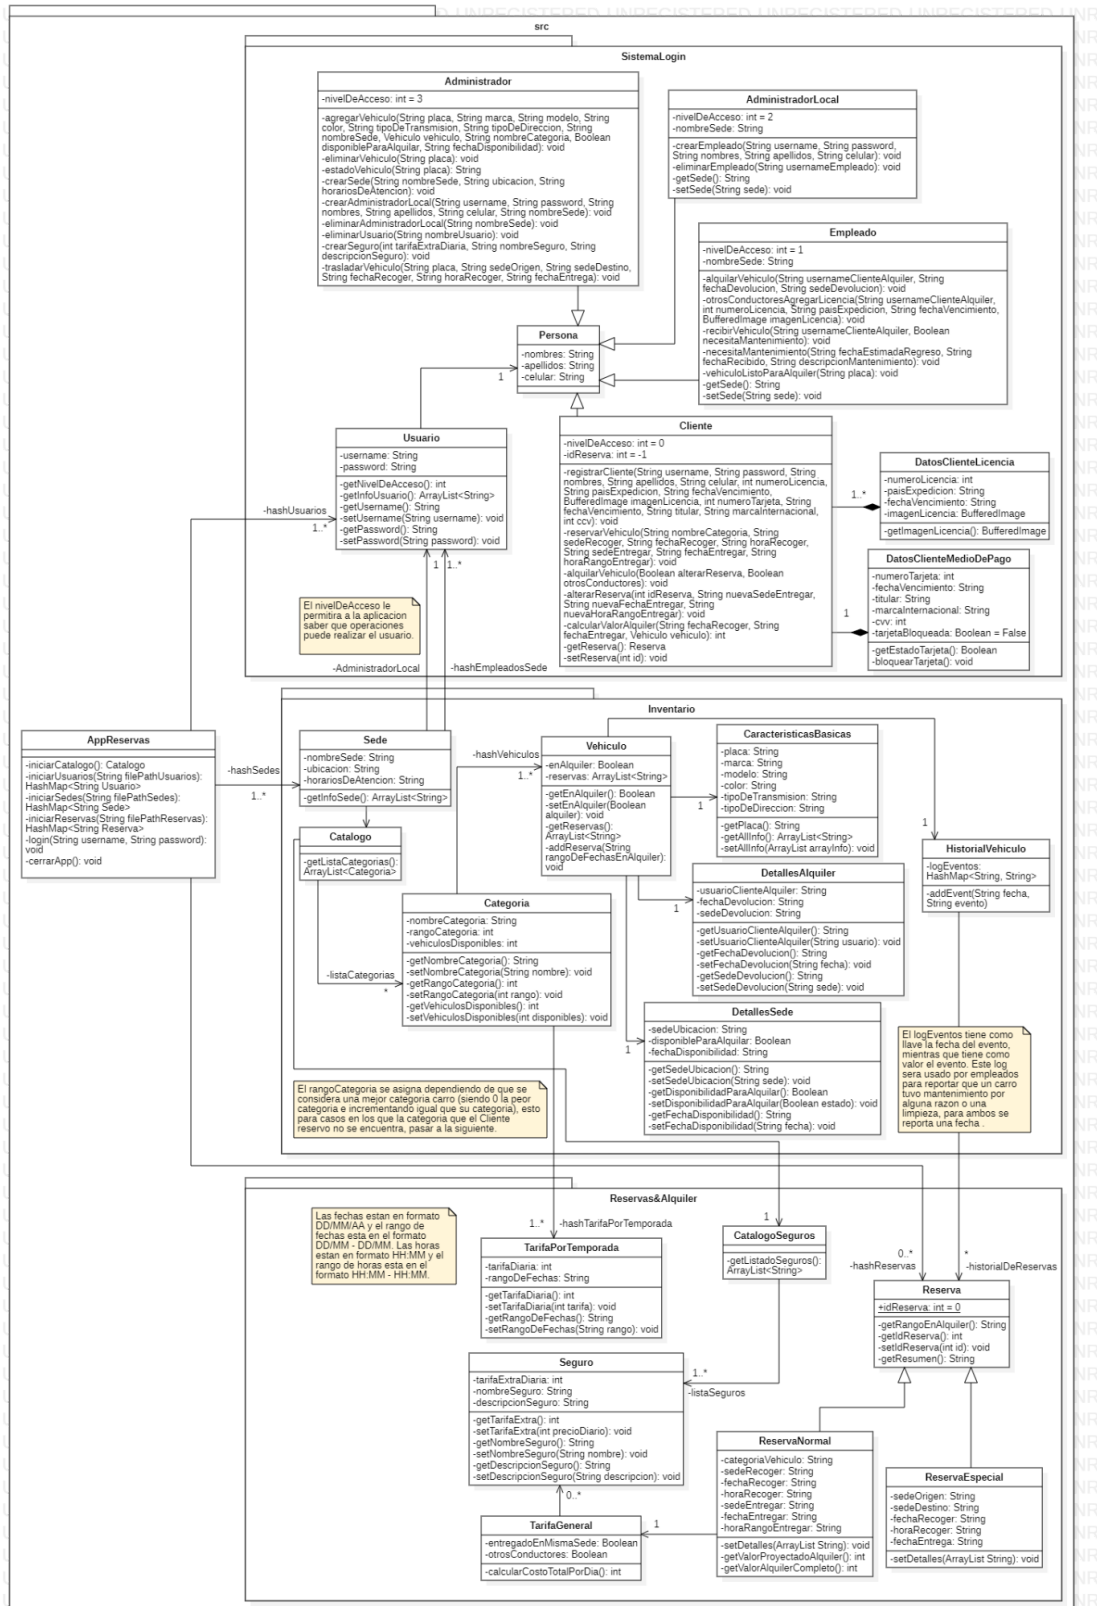 UNREGISTERED
src
SistemaLogin
Administrador
-nivelDeAcceso: int = 3
-agregarVehiculo(String placa, String marca, String modelo, String
color, String tipoDeTransmision, String tipoDeDireccion, String
nombreSede, Vehiculo vehiculo, String nombreCategoria, Boolean
disponibleParaAlquilar, String fechaDisponibilidad): void
-eliminarVehiculo(String placa): void
-estadoVehiculo(String placa): String
-crearSede(String nombreSede, String ubicacion, String
horariosDeAtencion): void
-crearAdministradorLocal(String username, String password, String
nombres, String apellidos, String celular, String nombreSede): void
-eliminarAdministradorLocal(String nombreSede): void
-eliminarUsuario(String nombreUsuario): void
-crearSeguro(int tarifaExtraDiaria, String nombreSeguro, String
descripcionSeguro): void
-trasladarVehiculo(String placa, String sedeOrigen, String sedeDestino,
String fechaRecoger, String horaRecoger, String fechaEntrega): void
AdministradorLocal
-nivelDeAcceso: int = 2
-nombreSede: String
-crearEmpleado(String username, String password,
String nombres, String apellidos, String celular): void
-eliminarEmpleado(String usernameEmpleado): void
-getSede(): String
-setSede(String sede): void
Empleado
-nivelDeAcceso: int = 1
-nombreSede: String
-alquilarVehiculo(String usernameClienteAlquiler, String
fechaDevolucion, String sedeDevolucion): void
-otrosConductoresAgregarLicencia(String usernameClienteAlquiler,
int numeroLicencia, String paisExpedicion, String fechaVencimiento,
BufferedImage imagenLicencia): void
-recibirVehiculo(String usernameClienteAlquiler, Boolean
necesitaMantenimiento): void
-necesitaMantenimiento(String fechaEstimadaRegreso, String
fechaRecibido, String descripcionMantenimiento): void
-vehiculoListoParaAlquiler(String placa): void
-getSede(): String
-setSede(String sede): void
Persona
-nombres: String
-apellidos: String
-celular: String
1
Usuario
-username: String
-password: String
-getNivelDeAcceso(): int
-getInfoUsuario(): ArrayList<String>
-getUsername(): String
-setUsername(String username): void
-getPassword(): String
-setPassword(String password): void
-hashUsuarios
1..*
1
1..*
Cliente
-nivelDeAcceso: int = 0
-idReserva: int = -1
-registrarCliente(String username, String password, String
nombres, String apellidos, String celular, int numeroLicencia,
String paisExpedicion, String fechaVencimiento,
BufferedImage imagenLicencia, int numeroTarjeta, String
fechaVencimiento, String titular, String marcaInternacional,
int ccv): void
-reservarVehiculo(String nombreCategoria, String
sedeRecoger, String fechaRecoger, String horaRecoger,
String sedeEntregar, String fechaEntregar, String
horaRangoEntregar): void
-alquilarVehiculo(Boolean alterarReserva, Boolean
otrosConductores): void
-alterarReserva(int idReserva, String nuevaSedeEntregar,
String nuevaFechaEntregar, String
nuevaHoraRangoEntregar): void
-calcularValorAlquiler(String fechaRecoger, String
fechaEntregar, Vehiculo vehiculo): int
-getReserva(): Reserva
-setReserva(int id): void
DatosClienteLicencia
-numeroLicencia: int
-paisExpedicion: String
-fechaVencimiento: String
-imagenLicencia: BufferedImage
-getImagenLicencia(): BufferedImage
1..*
DatosClienteMedioDePago
-numeroTarjeta: int
-fechaVencimiento: String
-titular: String
-marcaInternacional: String
-cvv: int
-tarjetaBloqueada: Boolean = False
-getEstadoTarjeta(): Boolean
-bloquearTarjeta(): void
1
El nivelDeAcceso le
permitira a la aplicacion
saber que operaciones
puede realizar el usuario.
-AdministradorLocal
-hashEmpleadosSede
Inventario
AppReservas
-iniciarCatalogo(): Catalogo
-iniciarUsuarios(String filePathUsuarios):
HashMap<String Usuario>
-iniciarSedes(String filePathSedes):
HashMap<String Sede>
-iniciarReservas(String filePathReservas):
HashMap<String Reserva>
-login(String username, String password):
void
-cerrarApp(): void
-hashSedes
1..*
Sede
-nombreSede: String
-ubicacion: String
-horariosDeAtencion: String
-getInfoSede(): ArrayList<String>
Catalogo
-getListaCategorias():
ArrayList<Categoria>
-hashVehiculos
1..*
Vehiculo
-enAlquiler: Boolean
-reservas: ArrayList<String>
-getEnAlquiler(): Boolean
-setEnAlquiler(Boolean
alquiler): void
-getReservas():
ArrayList<String>
-addReserva(String
rangoDeFechasEnAlquiler):
void
CaracteristicasBasicas
-placa: String
-marca: String
-modelo: String
-color: String
-tipoDeTransmision: String
-tipoDeDireccion: String
-getPlaca(): String
-getAllInfo(): ArrayList<String>
-setAllInfo(ArrayList arrayInfo): void
1
1
HistorialVehiculo
-logEventos:
HashMap<String, String>
-addEvent(String fecha,
String evento)
DetallesAlquiler
-usuarioClienteAlquiler: String
-fechaDevolucion: String
-sedeDevolucion: String
-getUsuarioClienteAlquiler(): String
-setUsuarioClienteAlquiler(String usuario): void
-getFechaDevolucion(): String
-setFechaDevolucion(String fecha): void
-getSedeDevolucion(): String
-setSedeDevolucion(String sede): void
1
Categoria
-nombreCategoria: String
-rangoCategoria: int
-vehiculosDisponibles: int
-getNombreCategoria(): String
-setNombreCategoria(String nombre): void
-getRangoCategoria(): int
-setRangoCategoria(int rango): void
-getVehiculosDisponibles(): int
-setVehiculosDisponibles(int disponibles): void
-listaCategorias
*
DetallesSede
-sedeUbicacion: String
-disponibleParaAlquilar: Boolean
-fechaDisponibilidad: String
-getSedeUbicacion(): String
-setSedeUbicacion(String sede): void
-getDisponibilidadParaAlquilar(): Boolean
-setDisponibilidadParaAlquilar(Boolean estado): void
-getFechaDisponibilidad(): String
-setFechaDisponibilidad(String fecha): void
1
El logEventos tiene como
llave la fecha del evento,
mientras que tiene como
valor el evento. Este log
sera usado por empleados
para reportar que un carro
tuvo mantenimiento por
alguna razon o una
limpieza, para ambos se
reporta una fecha .
El rangoCategoria se asigna dependiendo de que se
considera una mejor categoria carro (siendo 0 la peor
categoria e incrementando igual que su categoria), esto
para casos en los que la categoria que el Cliente
reservo no se encuentra, pasar a la siguiente.
Reservas&Alquiler
Las fechas estan en formato
DD/MM/AA y el rango de
fechas esta en el formato
DD/MM - DD/MM. Las horas
estan en formato HH:MM y el
rango de horas esta en el
formato HH:MM - HH:MM.
1..*
-hashTarifaPorTemporada
TarifaPorTemporada
-tarifaDiaria: int
-rangoDeFechas: String
-getTarifaDiaria(): int
-setTarifaDiaria(int tarifa): void
-getRangoDeFechas(): String
-setRangoDeFechas(String rango): void
1
CatalogoSeguros
-getListadoSeguros():
ArrayList<String>
0..*
-hashReservas
*
-historialDeReservas
Reserva
+idReserva: int = 0
-getRangoEnAlquiler(): String
-getIdReserva(): int
-setIdReserva(int id): void
-getResumen(): String
Seguro
-tarifaExtraDiaria: int
-nombreSeguro: String
-descripcionSeguro: String
-getTarifaExtra(): int
-setTarifaExtra(int precioDiario): void
-getNombreSeguro(): String
-setNombreSeguro(String nombre): void
-getDescripcionSeguro(): String
-setDescripcionSeguro(String descripcion): void
1..*
-listaSeguros
0..*
TarifaGeneral
-entregadoEnMismaSede: Boolean
-otrosConductores: Boolean
-calcularCostoTotalPorDia(): int
1
ReservaNormal
-categoriaVehiculo: String
-sedeRecoger: String
-fechaRecoger: String
-horaRecoger: String
-sedeEntregar: String
-fechaEntregar: String
-horaRangoEntregar: String
-setDetalles(ArrayList String): void
-getValorProyectadoAlquiler(): int
-getValorAlquilerCompleto(): int
ReservaEspecial
-sedeOrigen: String
-sedeDestino: String
-fechaRecoger: String
-horaRecoger: String
-fechaEntrega: String
-setDetalles(ArrayList String): void